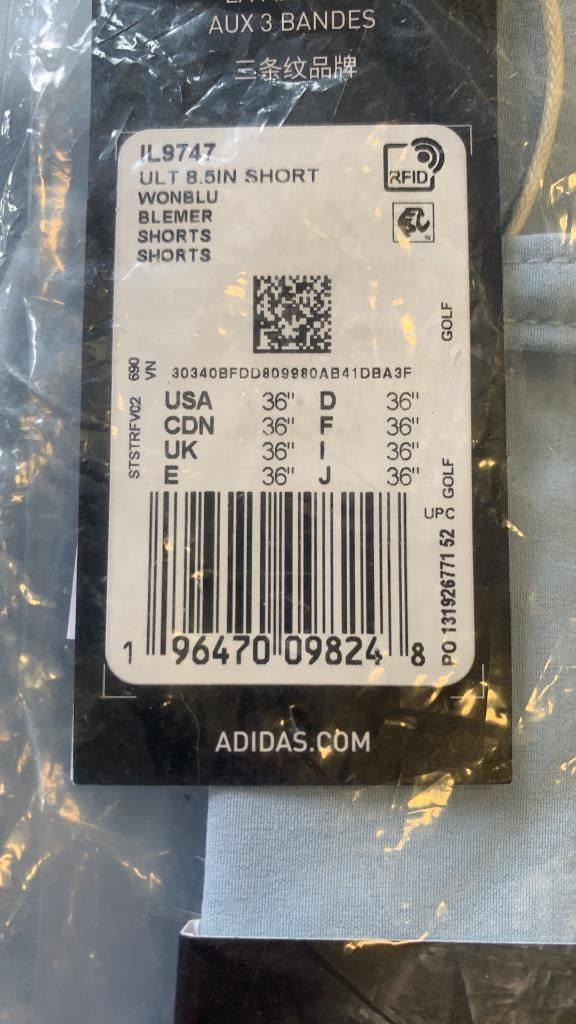 AUX 3 BANDES
三条纹品牌
IL9747
ULT 8.5IN SHORT
WONBLU
BLEMER
SHORTS
SHORTS
RFID
GOLF
690
VN
STSTRFV02
30340BFDD809980AB41DBA3F
USA 36" D 36"
CDN 36" F 36"
UK 36" I 36"
E 36" J 36"
GOLF
UPC
PO 131926771 52
1 96470 09824 8
ADIDAS.COM